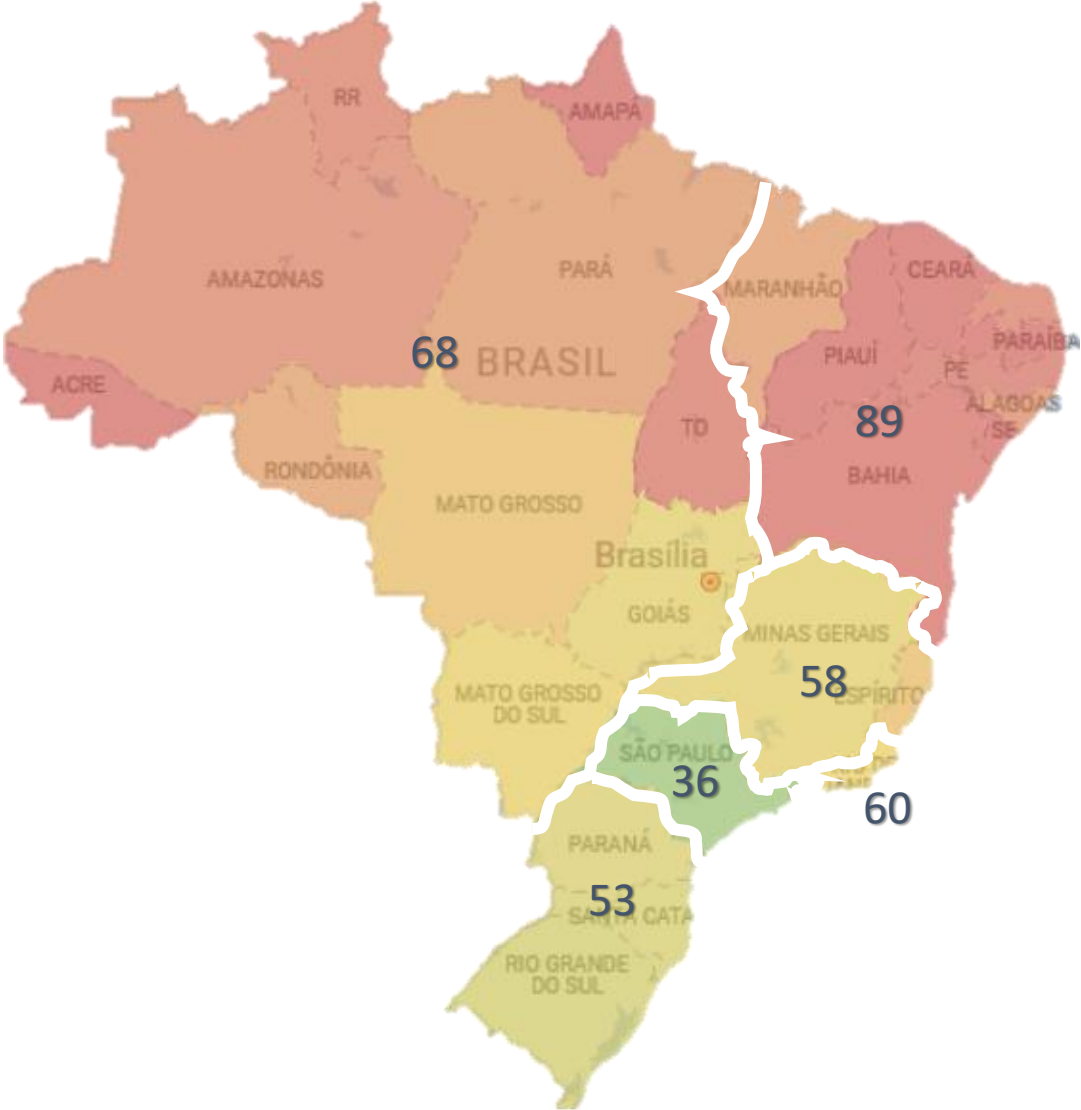 RR
AMAPÁ
AMAZONAS
PARÁ
MARANHÃO
CEARÁ
PARAÍBA
68
BRASIL
PIAUÍ
PE
ACRE
ALAGOAS
TO
89
SE
RONDÔNIA
BAHIA
MATO GROSSO
Brasília
GOIÁS
MINAS GERAIS
58
ESPÍRITO
MATO GROSSO
DO SUL
SÃO PAULO
36
60
PARANÁ
53
SANTA CATA
RIO GRANDE
DO SUL